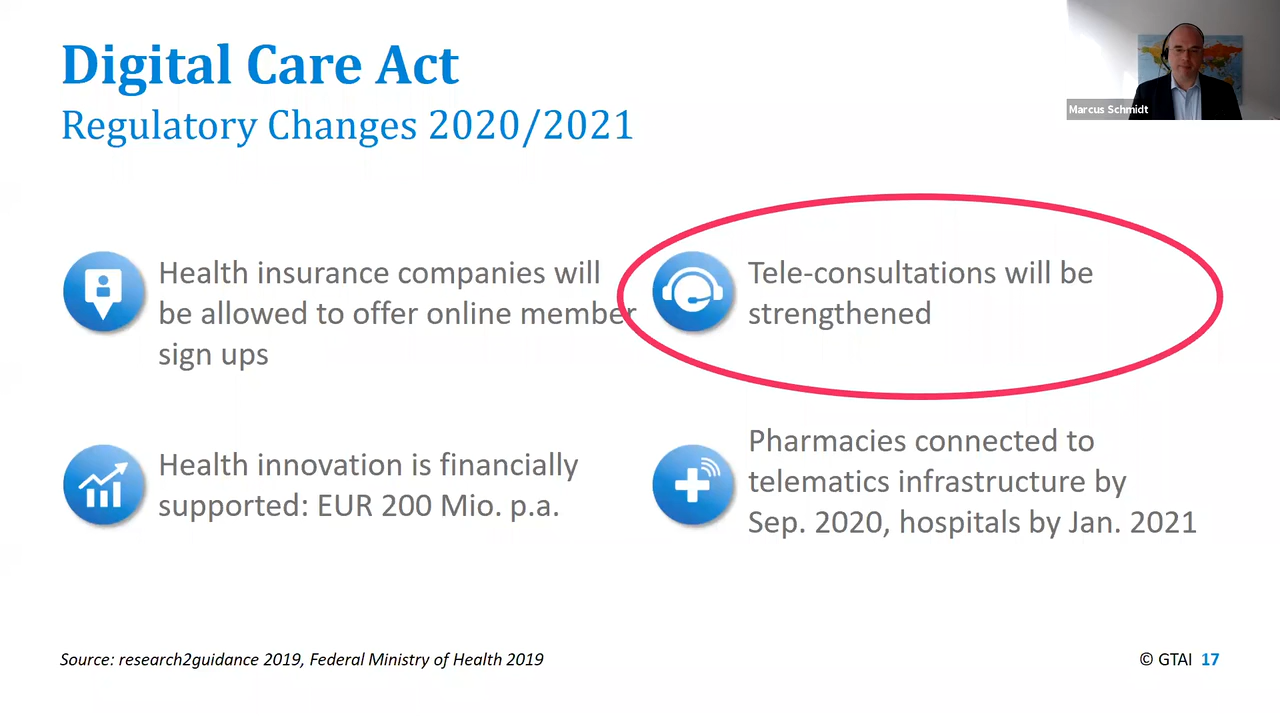 Digital Care Act
Regulatory Changes 2020/2021
Marcus Schmidt
Health insurance companies will
be allowed to offer online member
sign ups
Tele-consultations will be
strengthened
Health innovation is financially
supported: EUR 200 Mio. p.a.
Pharmacies connected to
telematics infrastructure by
Sep. 2020, hospitals by Jan. 2021
Source: research2guidance 2019, Federal Ministry of Health 2019
© GTAI 17